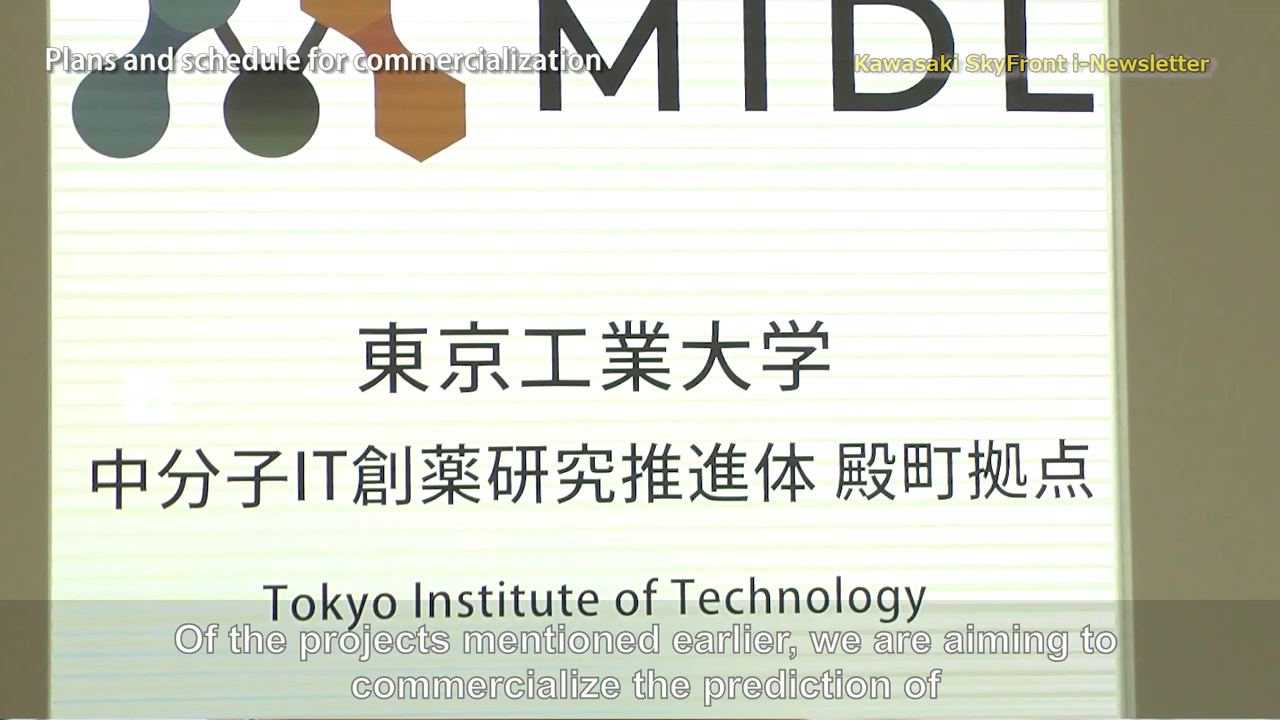 MIDL
Plans and schedule for commercialization
Kawasaki SkyFront i-Newsletter
東京工業大学
中分子IT創薬研究推進体 殿町拠点
Tokyo Institute of Technology
Of the projects mentioned earlier, we are aiming to
commercialize the prediction of